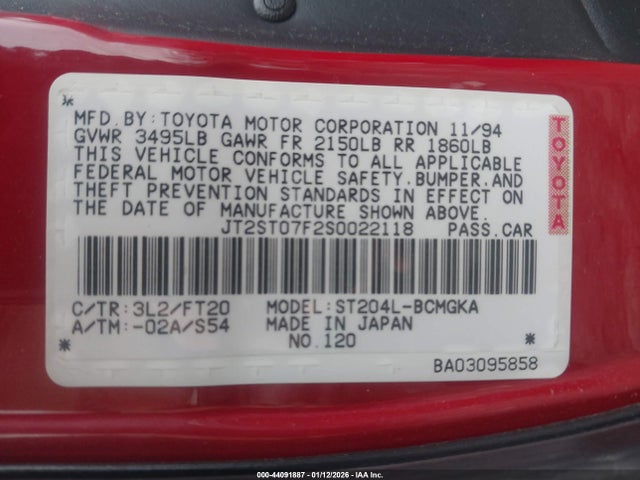 MFD.BY:TOYOTA MOTOR CORPORATION 11/94
GVWR 3495LB GAWR FR 2150LB RR 1860LB
THIS VEHICLE CONFORMS TO ALL APPLICABLE
FEDERAL MOTOR VEHICLE SAFETY,BUMPER,AND
THEFT PREVENTION STANDARDS IN EFFECT ON
THE DATE OF MANUFACTURE SHOWN ABOVE.
JT2ST07F2S0022118 PASS.CAR
TOYOTA
C/TR:3L2/FT20 MODEL:ST204L-BCMGKA
A/TM:-02A/S54 MADE IN JAPAN
NO.120
BA03095858
000-44091887 - 01/12/2026 - IAA Inc.